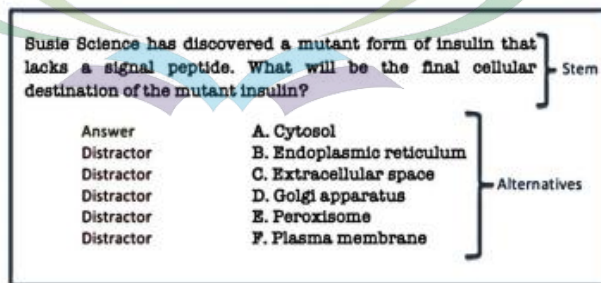 Susie Science has discovered a mutant form of insulin that
lacks a signal peptide. What will be the final cellular
destination of the mutant insulin?
Stem
Answer A. Cytosol
Distractor B. Endoplasmic reticulum
Distractor C. Extracellular space
Distractor D. Golgi apparatus
Distractor E. Peroxisome
Distractor F. Plasma membrane
Alternatives